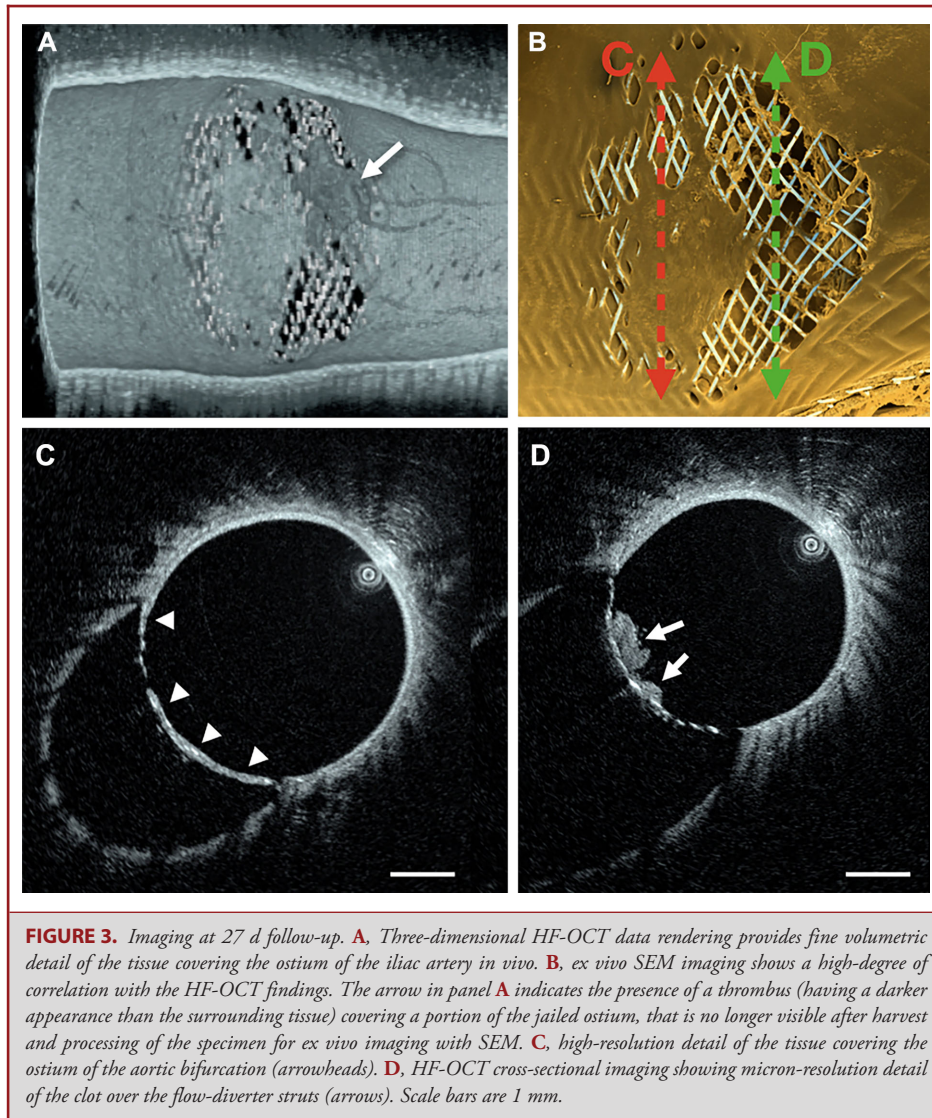 A
B
C
D
C
D
FIGURE 3. Imaging at 27 d follow-up. A, Three-dimensional HF-OCT data rendering provides fine volumetric
detail of the tissue covering the ostium of the iliac artery in vivo. B, ex vivo SEM imaging shows a high-degree of
correlation with the HF-OCT findings. The arrow in panel A indicates the presence of a thrombus (having a darker
appearance than the surrounding tissue) covering a portion of the jailed ostium, that is no longer visible after harvest
and processing of the specimen for ex vivo imaging with SEM. C, high-resolution detail of the tissue covering the
ostium of the aortic bifurcation (arrowheads). D, HF-OCT cross-sectional imaging showing micron-resolution detail
of the clot over the flow-diverter struts (arrows). Scale bars are 1 mm.